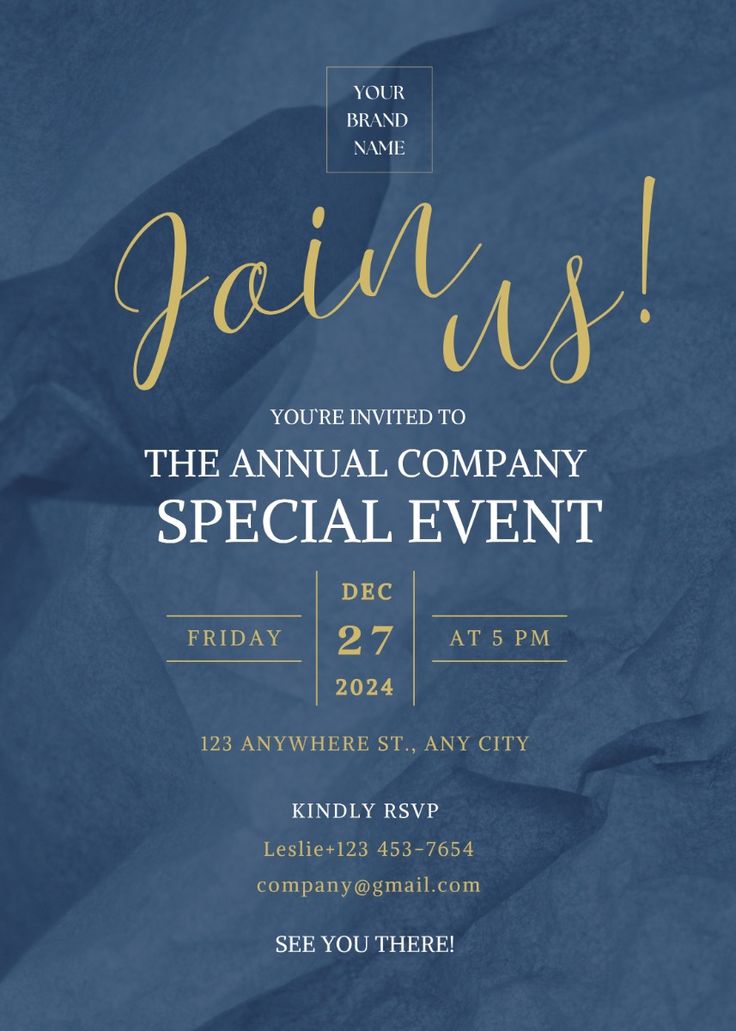 YOUR
BRAND
NAME
Join us!
YOU`RE INVITED TO
THE ANNUAL COMPANY
SPECIAL EVENT
DEC
FRIDAY 27 AT 5 PM
2024
123 ANYWHERE ST., ANY CITY
KINDLY RSVP
Leslie+123 453-7654
company@gmail.com
SEE YOU THERE!